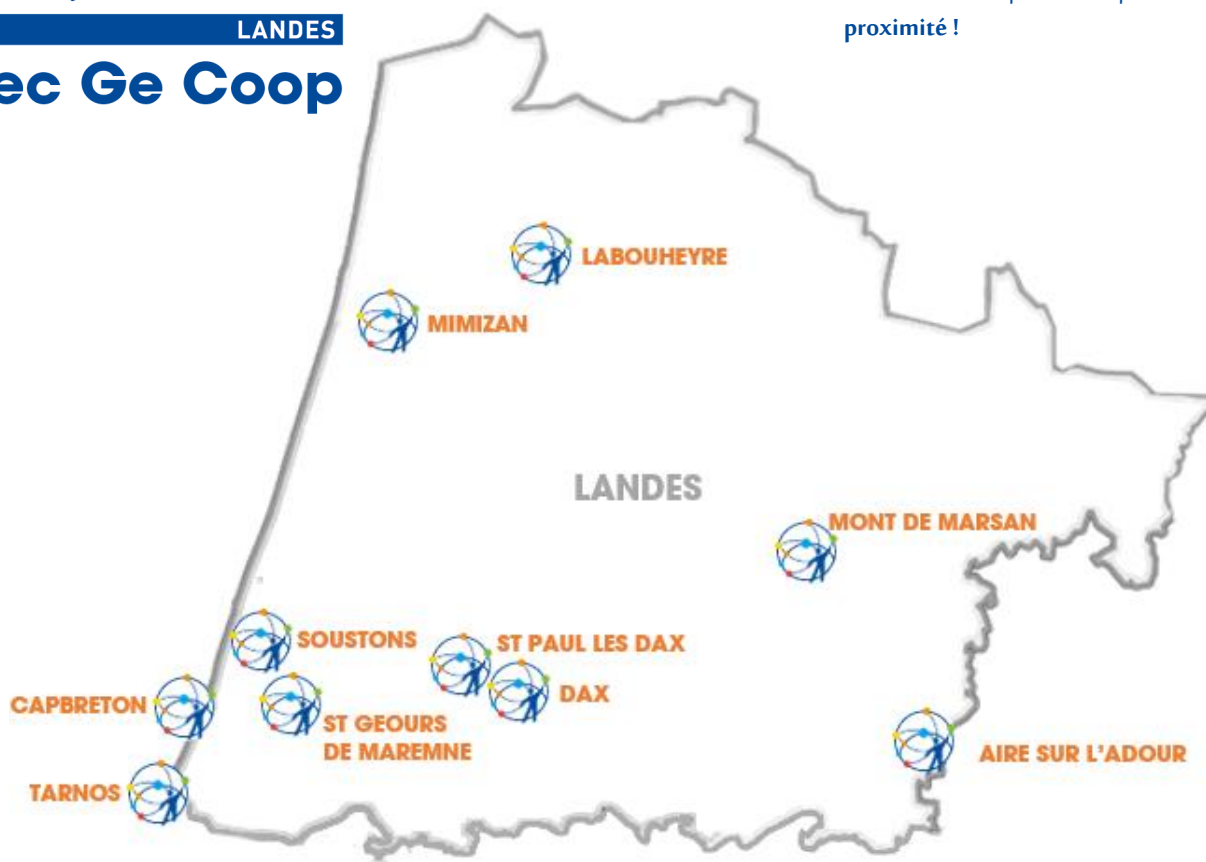 LANDES
ec Ge Coop
proximité !
LABOUHEYRE
MIMIZAN
LANDES
MONT DE MARSAN
SOUSTONS
ST PAUL LES DAX
DAX
CAPBRETON
ST GEOURS
DE MAREMNE
AIRE SUR L'ADOUR
TARNOS